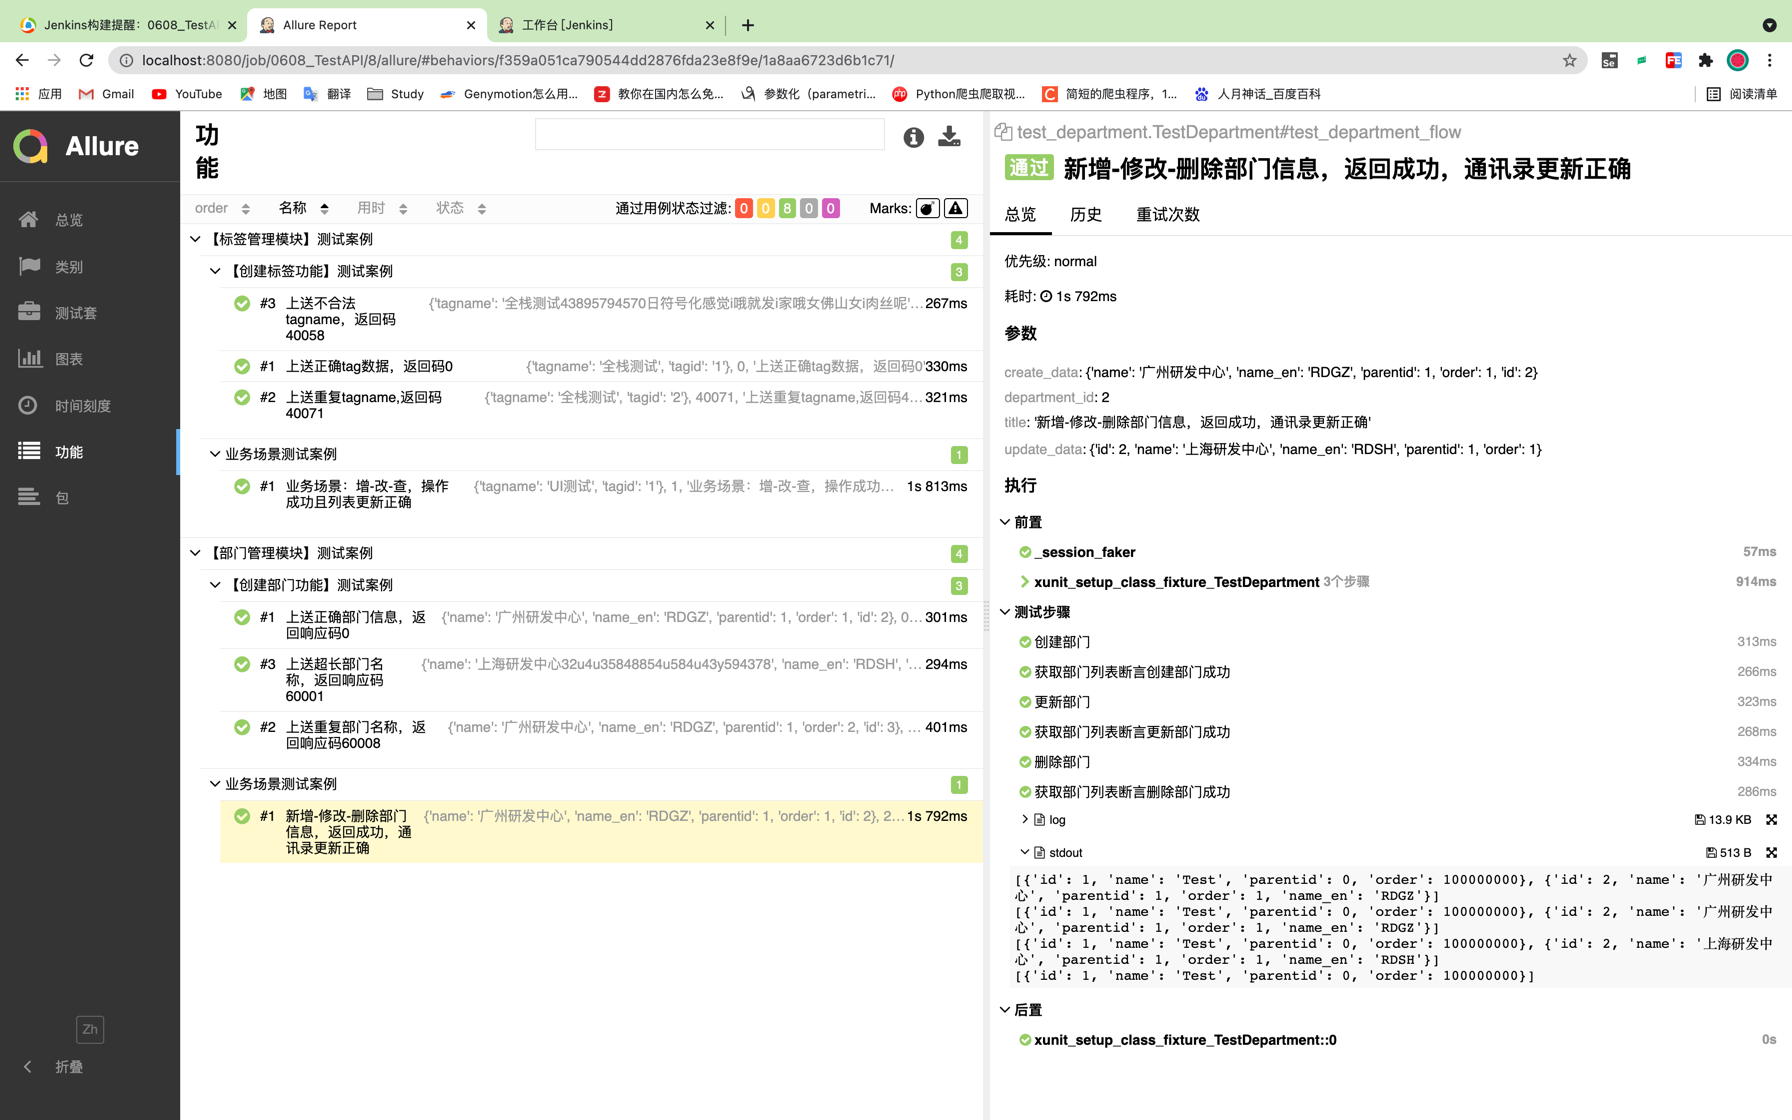 Jenkins构建提醒：0608_TestA
Allure Report
工作台 [Jenkins]
localhost:8080/job/0608_TestAPI/8/allure/#behaviors/f359a051ca790544dd2876fda23e8f9e/1a8aa6723d6b1c71/
Se
FE
应用
Gmail
YouTube
地图
翻译
Study
Genymotion怎么用...
教你在国内怎么免...
参数化（parametri...
Python爬虫爬取视...
简短的爬虫程序，1...
人月神话_百度百科
阅读清单
Allure
总览
类别
测试套
图表
时间刻度
功能
包
Zh
折叠
功
能
order 名称 用时 状态 通过用例状态过滤: 0 0 8 0 0 Marks:
【标签管理模块】测试案例 4
【创建标签功能】测试案例 3
#3 上送不合法 {'tagname': '全栈测试43895794570日符号化感觉i哦就发i家哦女佛山女i肉丝呢'... 267ms
tagname，返回码
40058
#1 上送正确tag数据，返回码0 {'tagname': '全栈测试', 'tagid': '1'}, 0, '上送正确tag数据，返回码0' 330ms
#2 上送重复tagname,返回码 {'tagname': '全栈测试', 'tagid': '2'}, 40071, '上送重复tagname,返回码4... 321ms
40071
业务场景测试案例 1
#1 业务场景：增-改-查，操作 {'tagname': 'UI测试', 'tagid': '1'}, 1, '业务场景：增-改-查，操作成功... 1s 813ms
成功且列表更新正确
【部门管理模块】测试案例 4
【创建部门功能】测试案例 3
#1 上送正确部门信息，返 {'name': '广州研发中心', 'name_en': 'RDGZ', 'parentid': 1, 'order': 1, 'id': 2}, 0... 301ms
回响应码0
#3 上送超长部门名 {'name': '上海研发中心32u4u35848854u584u43y594378', 'name_en': 'RDSH', '... 294ms
称，返回响应码
60001
#2 上送重复部门名称，返 {'name': '广州研发中心', 'name_en': 'RDGZ', 'parentid': 1, 'order': 2, 'id': 3}, ... 401ms
回响应码60008
业务场景测试案例 1
#1 新增-修改-删除部门 {'name': '广州研发中心', 'name_en': 'RDGZ', 'parentid': 1, 'order': 1, 'id': 2}, 2... 1s 792ms
信息，返回成功，通
讯录更新正确
test_department.TestDepartment#test_department_flow
通过 新增-修改-删除部门信息，返回成功，通讯录更新正确
总览 历史 重试次数
优先级: normal
耗时: 1s 792ms
参数
create_data: {'name': '广州研发中心', 'name_en': 'RDGZ', 'parentid': 1, 'order': 1, 'id': 2}
department_id: 2
title: '新增-修改-删除部门信息，返回成功，通讯录更新正确'
update_data: {'id': 2, 'name': '上海研发中心', 'name_en': 'RDSH', 'parentid': 1, 'order': 1}
执行
前置
_session_faker 57ms
xunit_setup_class_fixture_TestDepartment 3个步骤 914ms
测试步骤
创建部门 313ms
获取部门列表断言创建部门成功 266ms
更新部门 323ms
获取部门列表断言更新部门成功 268ms
删除部门 334ms
获取部门列表断言删除部门成功 286ms
log 13.9 KB
stdout 513 B
[{'id': 1, 'name': 'Test', 'parentid': 0, 'order': 100000000}, {'id': 2, 'name': '广州研发中
心', 'parentid': 1, 'order': 1, 'name_en': 'RDGZ'}]
[{'id': 1, 'name': 'Test', 'parentid': 0, 'order': 100000000}, {'id': 2, 'name': '广州研发中
心', 'parentid': 1, 'order': 1, 'name_en': 'RDGZ'}]
[{'id': 1, 'name': 'Test', 'parentid': 0, 'order': 100000000}, {'id': 2, 'name': '上海研发中
心', 'parentid': 1, 'order': 1, 'name_en': 'RDSH'}]
[{'id': 1, 'name': 'Test', 'parentid': 0, 'order': 100000000}]
后置
xunit_setup_class_fixture_TestDepartment::0 0s